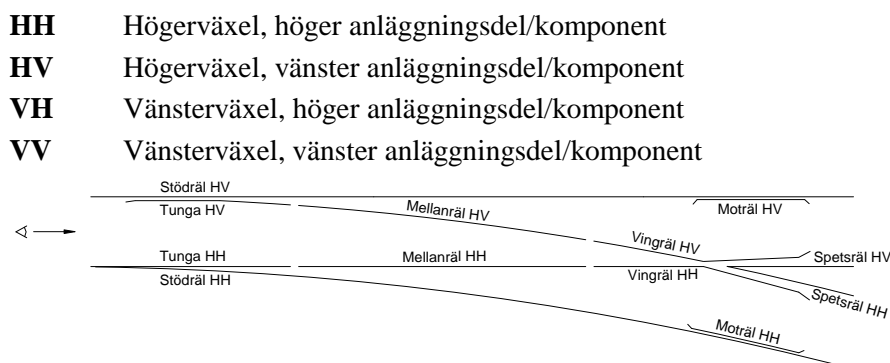 HH Högerväxel, höger anläggningsdel/komponent
HV Högerväxel, vänster anläggningsdel/komponent
VH Vänsterväxel, höger anläggningsdel/komponent
VV Vänsterväxel, vänster anläggningsdel/komponent
Stödräl HV
Tunga HV
Mellanräl HV
Moträl HV
Vingräl HV
Spetsräl HV
Tunga HH
Mellanräl HH
Vingräl HH
Stödräl HH
Spetsräl HH
Moträl HH